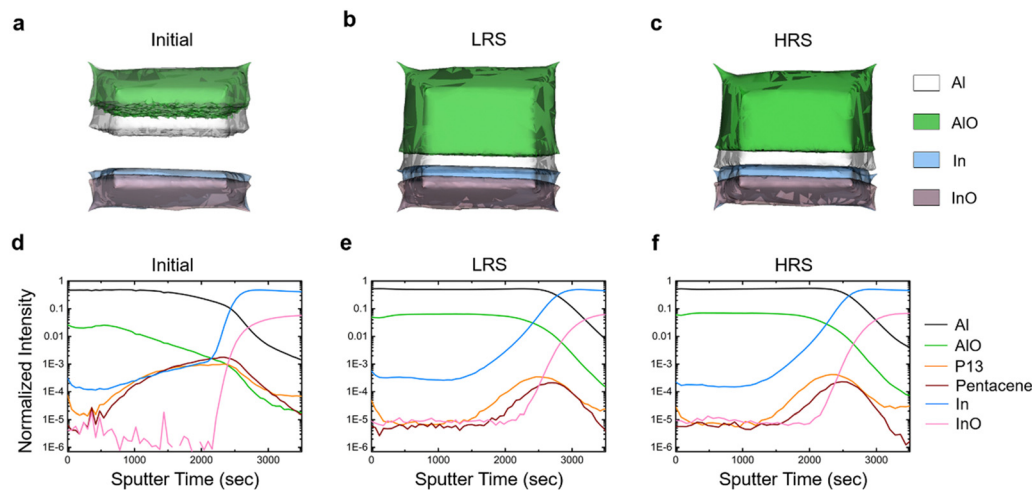 a
Initial
b
LRS
c
HRS
Al
AlO
In
InO
d
Initial
e
LRS
f
HRS
Normalized Intensity
1
0.1
0.01
1E-3
1E-4
1E-5
1E-6
0 1000 2000 3000
Sputter Time (sec)
1
0.1
0.01
1E-3
1E-4
1E-5
1E-6
0 1000 2000 3000
Sputter Time (sec)
1
0.1
0.01
1E-3
1E-4
1E-5
1E-6
0 1000 2000 3000
Sputter Time (sec)
Al
AlO
P13
Pentacene
In
InO